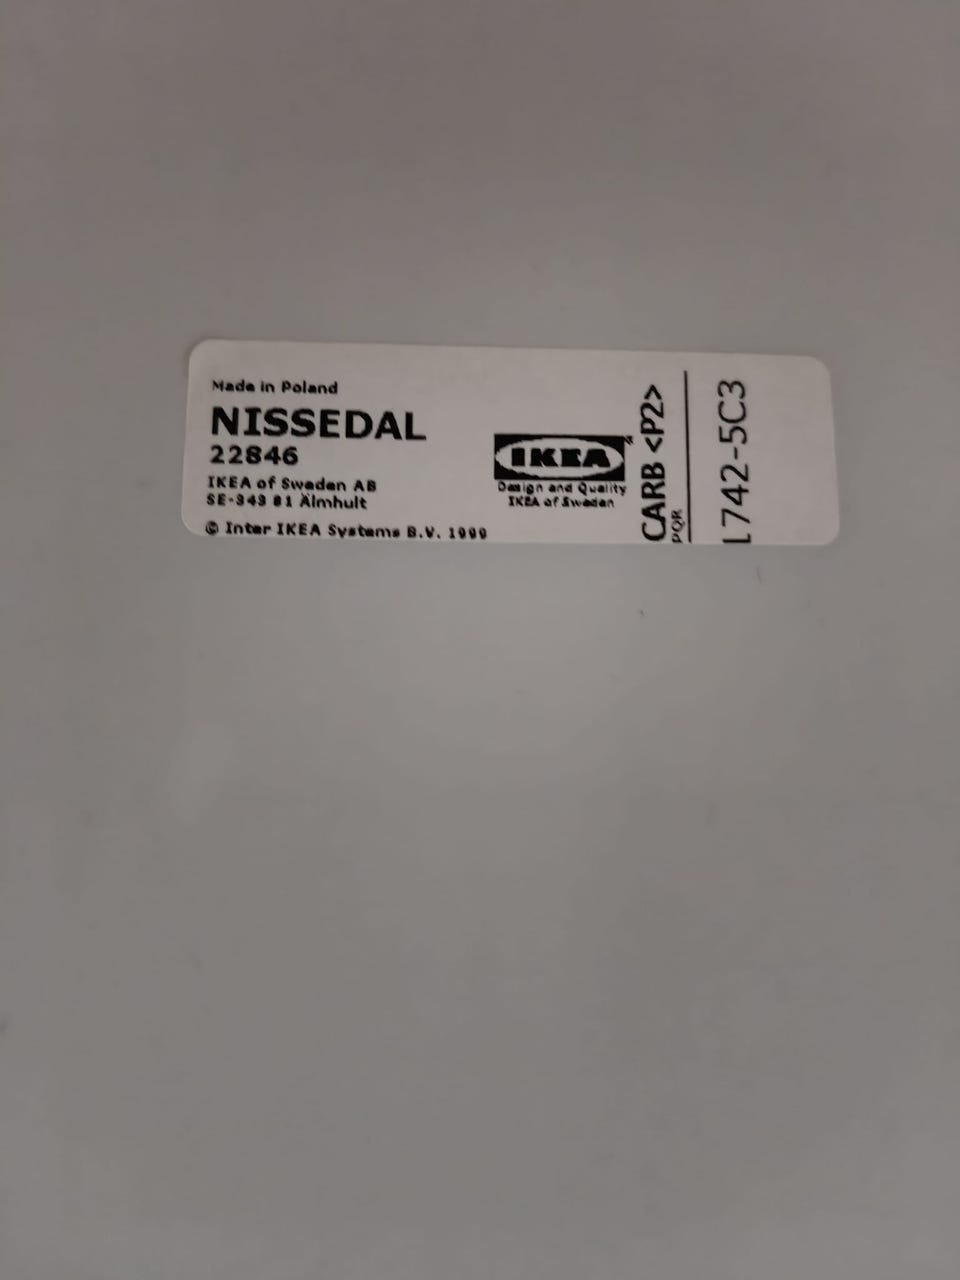 Made in Poland
NISSEDAL
22846
IKEA of Sweden AB
SE-343 81 Älmhult
© Inter IKEA Systems B.V. 1999
IKEA®
Design and Quality
IKEA of Sweden
CARB <P2>
PQR
L742-5C3